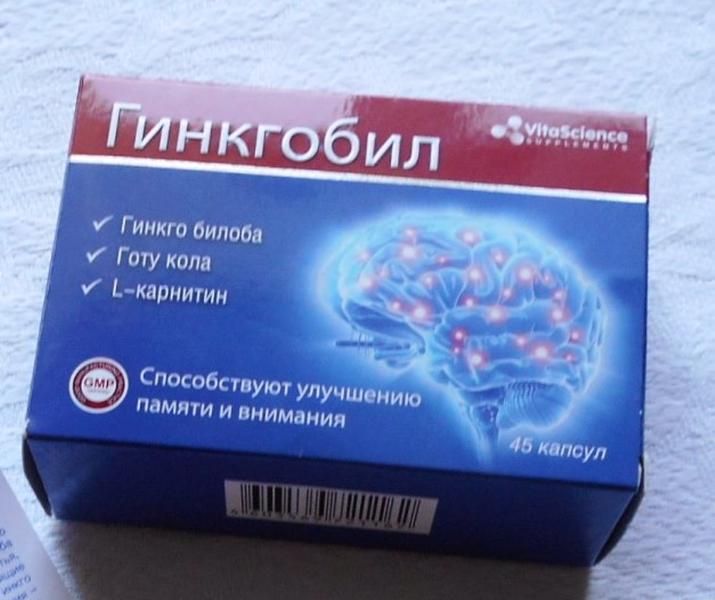 Гинкгобил
VitaScience
SUPPLEMENTS
✓ Гинкго билоба
✓ Готу кола
✓ L-карнитин
GMP
Способствуют улучшению
памяти и внимания
45 капсул